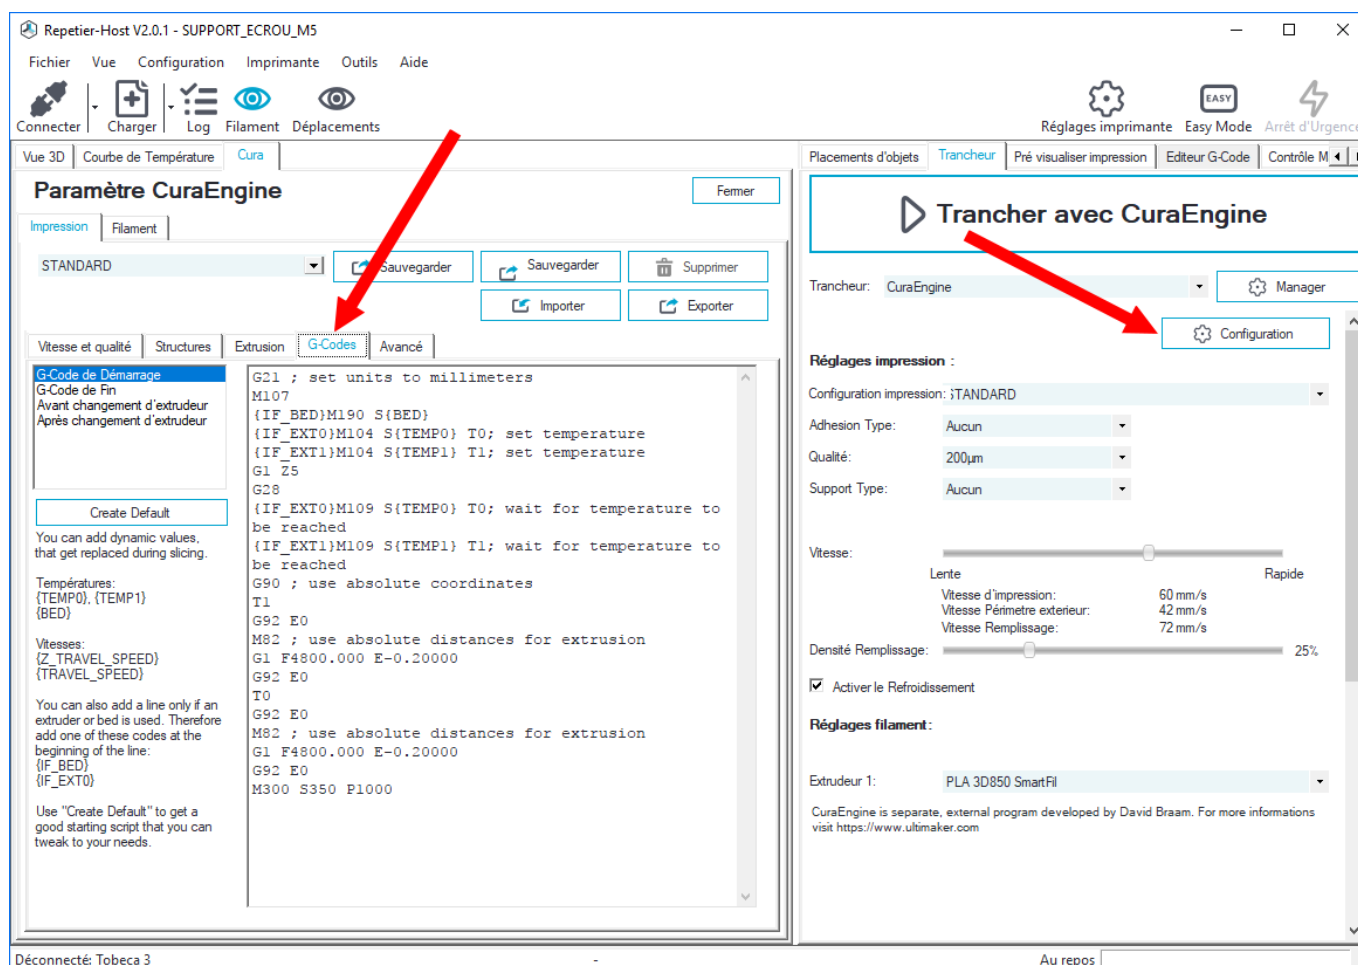 Repetier-Host V2.0.1 - SUPPORT_ECROU_M5
Fichier Vue Configuration Imprimante Outils Aide
Connecter Charger Log Filament Déplacements
Réglages imprimante Easy Mode Arrêt d'Urgence
EASY
Vue 3D Courbe de Température Cura
Paramètre CuraEngine
Fermer
Impression Filament
STANDARD
Sauvegarder Sauvegarder Supprimer
Importer Exporter
Vitesse et qualité Structures Extrusion G-Codes Avancé
G-Code de Démarrage
G-Code de Fin
Avant changement d'extrudeur
Après changement d'extrudeur
Create Default
You can add dynamic values,
that get replaced during slicing.
Températures:
{TEMP0}, {TEMP1}
{BED}
Vitesses:
{Z_TRAVEL_SPEED}
{TRAVEL_SPEED}
You can also add a line only if an
extruder or bed is used. Therefore
add one of these codes at the
beginning of the line:
{IF_BED}
{IF_EXT0}
Use "Create Default" to get a
good starting script that you can
tweak to your needs.
G21 ; set units to millimeters
M107
{IF_BED}M190 S{BED}
{IF_EXT0}M104 S{TEMP0} T0; set temperature
{IF_EXT1}M104 S{TEMP1} T1; set temperature
G1 Z5
G28
{IF_EXT0}M109 S{TEMP0} T0; wait for temperature to
be reached
{IF_EXT1}M109 S{TEMP1} T1; wait for temperature to
be reached
G90 ; use absolute coordinates
T1
G92 E0
M82 ; use absolute distances for extrusion
G1 F4800.000 E-0.20000
G92 E0
T0
G92 E0
M82 ; use absolute distances for extrusion
G1 F4800.000 E-0.20000
G92 E0
M300 S350 P1000
Placements d'objets Trancheur Pré visualiser impression Editeur G-Code Contrôle M
Trancher avec CuraEngine
Trancheur: CuraEngine Manager
Configuration
Réglages impression :
Configuration impression: STANDARD
Adhesion Type: Aucun
Qualité: 200µm
Support Type: Aucun
Vitesse:
Lente Rapide
Vitesse d'impression: 60 mm/s
Vitesse Périmetre exterieur: 42 mm/s
Vitesse Remplissage: 72 mm/s
Densité Remplissage: 25%
Activer le Refroidissement
Réglages filament:
Extrudeur 1: PLA 3D850 SmartFil
CuraEngine is separate, external program developed by David Braam. For more informations
visit https://www.ultimaker.com
Déconnecté: Tobeca 3 - Au repos